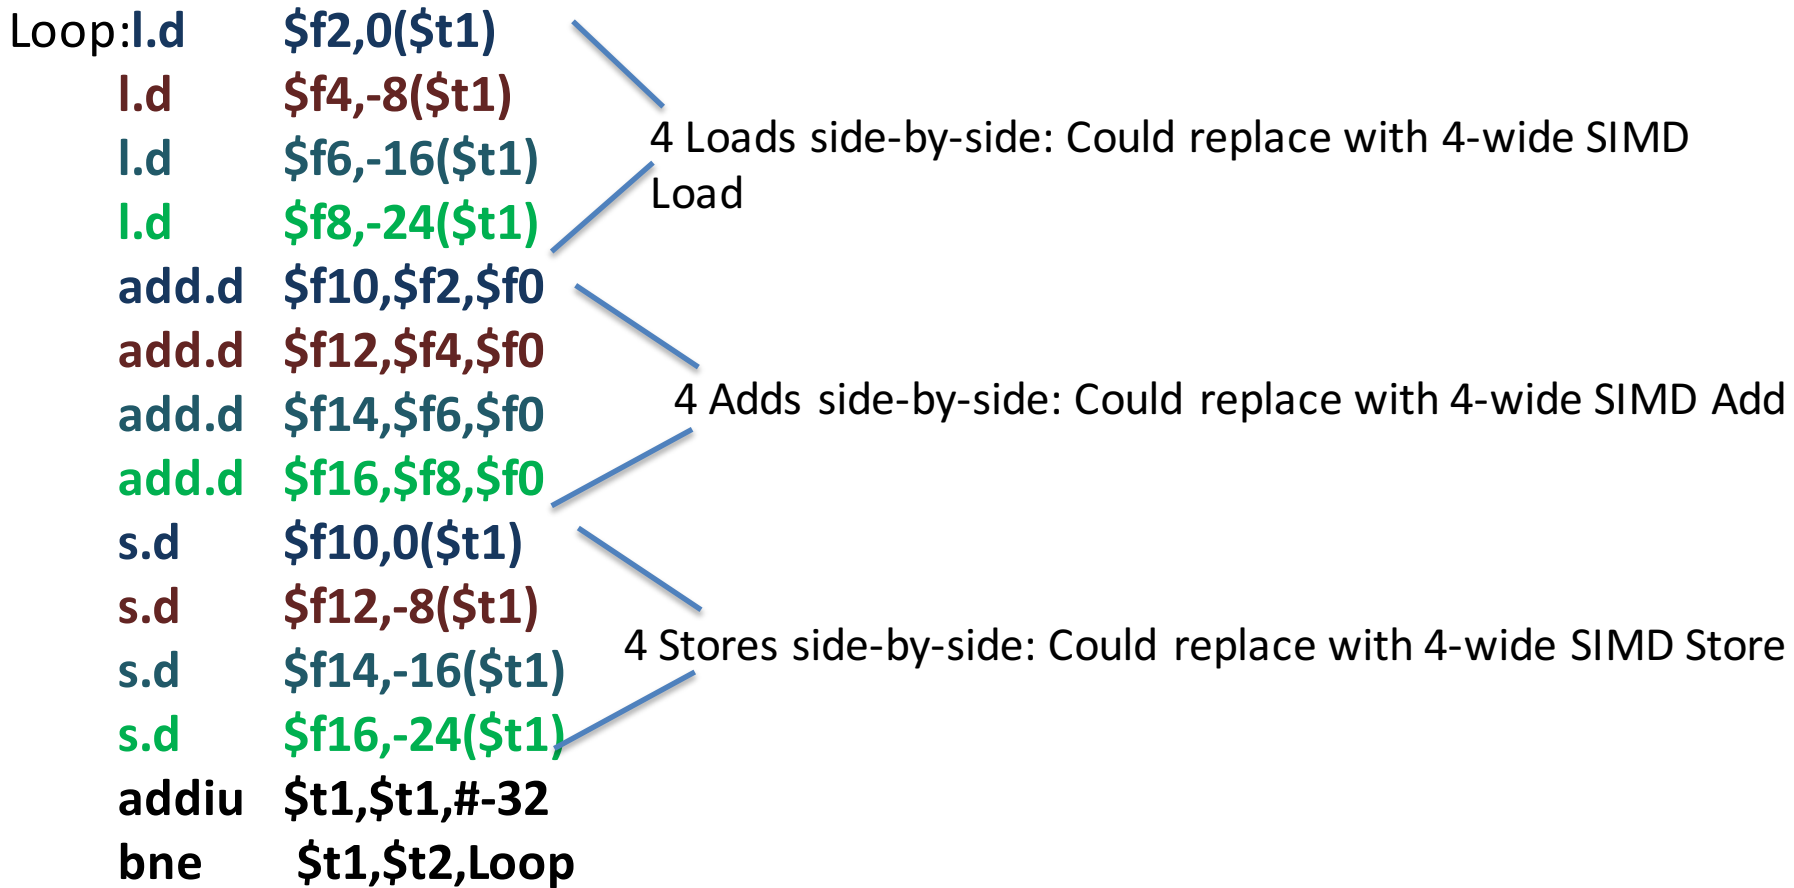 Loop:l.d $f2,0($t1)
l.d $f4,-8($t1)
l.d $f6,-16($t1)
l.d $f8,-24($t1)
4 Loads side-by-side: Could replace with 4-wide SIMD
Load
add.d $f10,$f2,$f0
add.d $f12,$f4,$f0
add.d $f14,$f6,$f0
add.d $f16,$f8,$f0
4 Adds side-by-side: Could replace with 4-wide SIMD Add
s.d $f10,0($t1)
s.d $f12,-8($t1)
s.d $f14,-16($t1)
s.d $f16,-24($t1)
4 Stores side-by-side: Could replace with 4-wide SIMD Store
addiu $t1,$t1,#-32
bne $t1,$t2,Loop